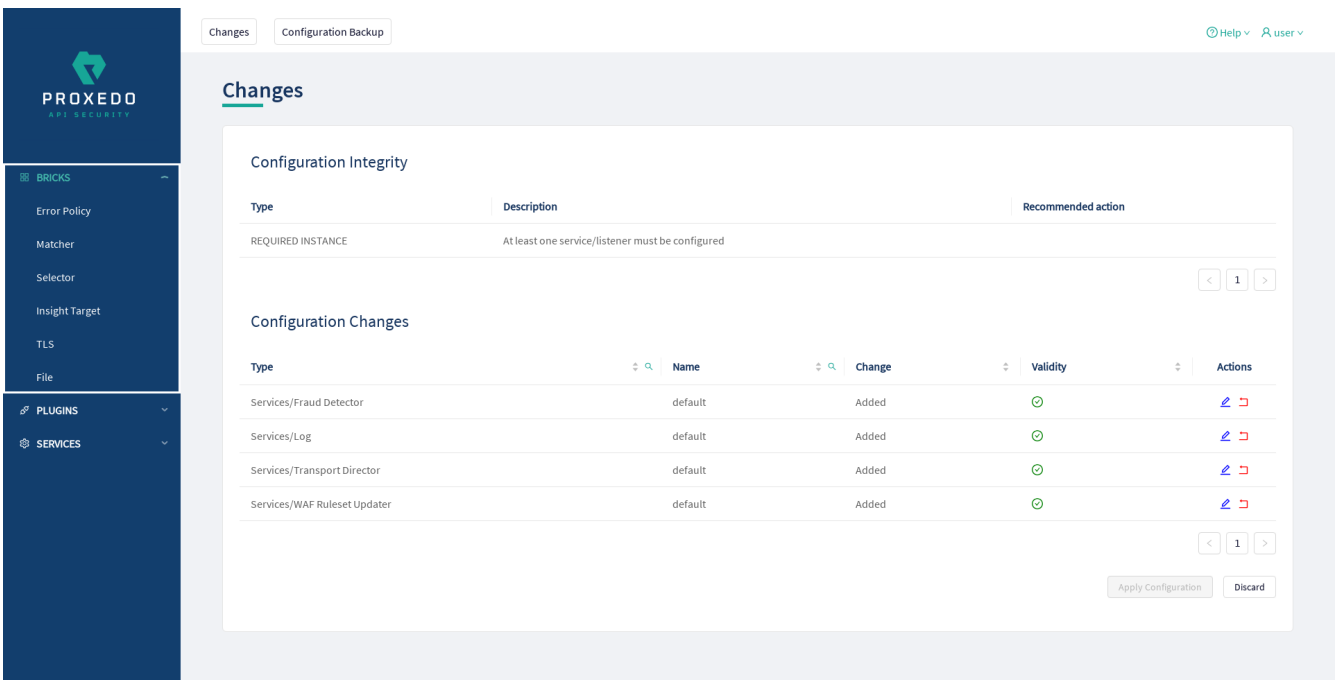 Changes Configuration Backup Help user
PROXEDO
API SECURITY
BRICKS
Error Policy
Matcher
Selector
Insight Target
TLS
File
PLUGINS
SERVICES
Changes
Configuration Integrity
Type Description Recommended action
REQUIRED INSTANCE At least one service/listener must be configured
< 1 >
Configuration Changes
Type Name Change Validity Actions
Services/Fraud Detector default Added
Services/Log default Added
Services/Transport Director default Added
Services/WAF Ruleset Updater default Added
< 1 >
Apply Configuration Discard